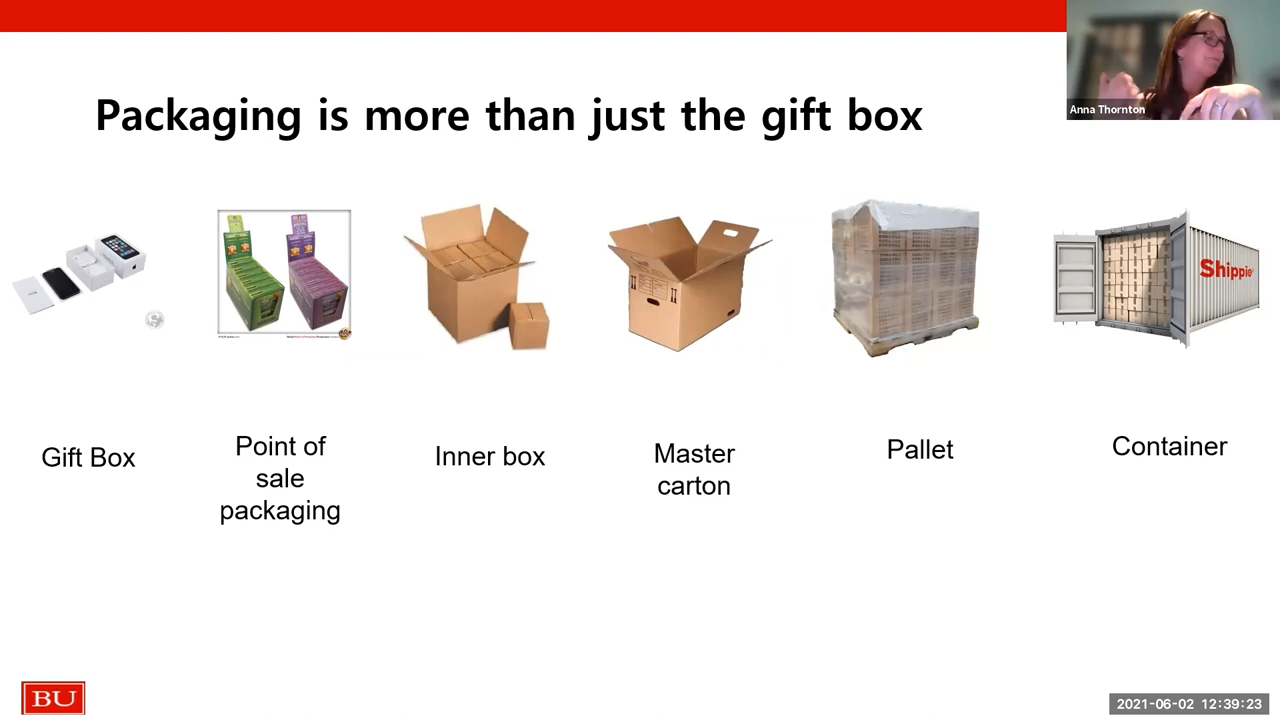 Packaging is more than just the gift box
Anna Thornton
Shippie
Gift Box
Point of
sale
packaging
Inner box
Master
carton
Pallet
Container
BU
2021-06-02 12:39:23